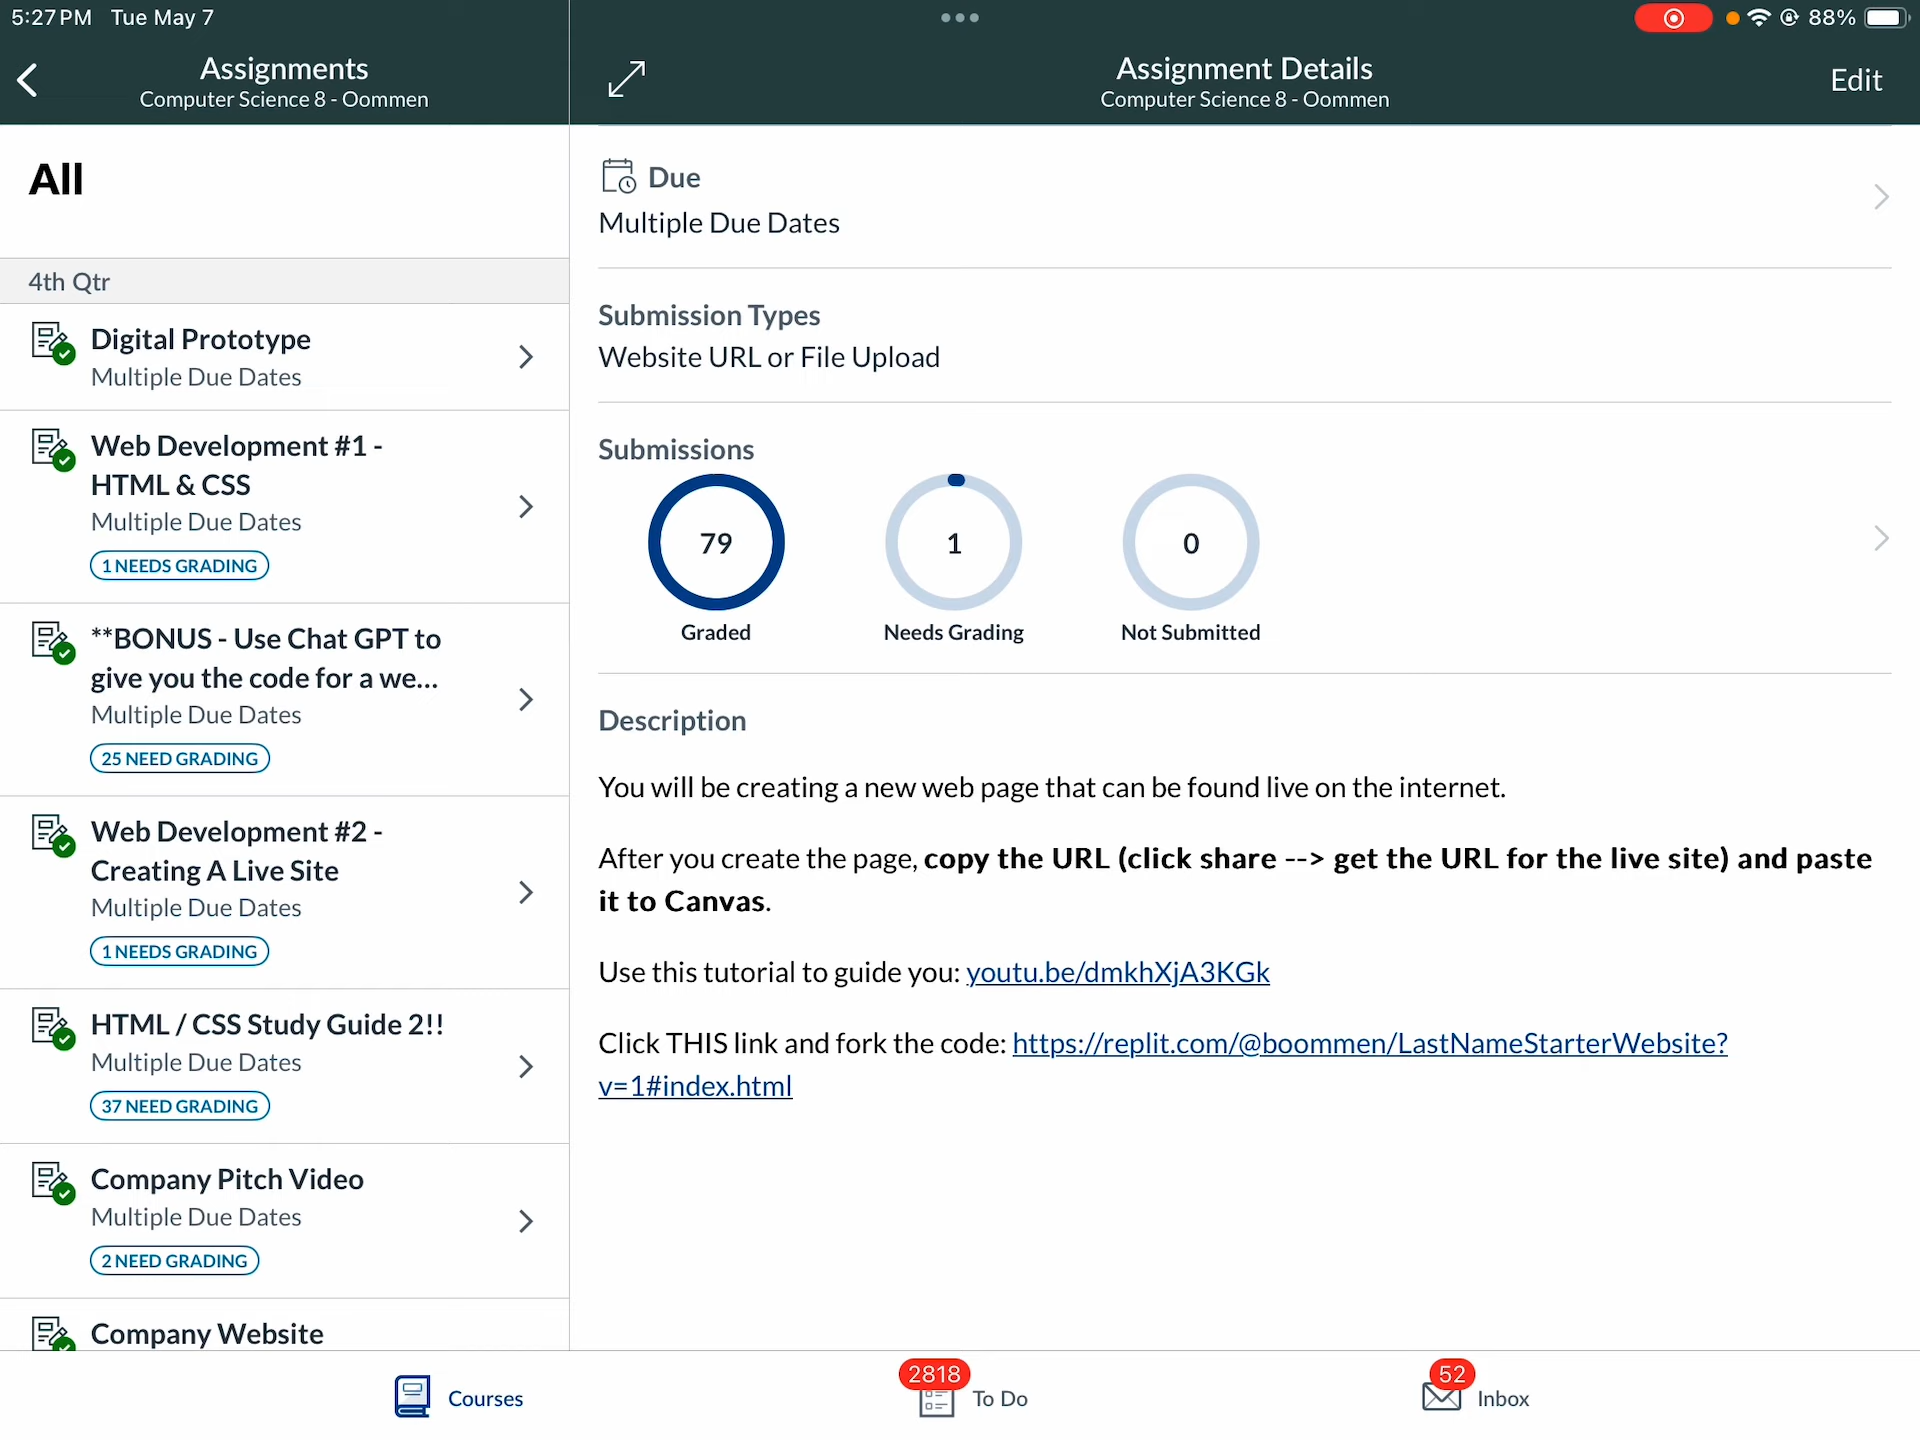 5:27 PM Tue May 7
88%
Assignments
Computer Science 8 - Oommen
Assignment Details
Computer Science 8 - Oommen
Edit
All
4th Qtr
Digital Prototype
Multiple Due Dates
Web Development #1 -
HTML & CSS
Multiple Due Dates
1 NEEDS GRADING
**BONUS - Use Chat GPT to
give you the code for a we...
Multiple Due Dates
25 NEED GRADING
Web Development #2 -
Creating A Live Site
Multiple Due Dates
1 NEEDS GRADING
HTML / CSS Study Guide 2!!
Multiple Due Dates
37 NEED GRADING
Company Pitch Video
Multiple Due Dates
2 NEED GRADING
Company Website
Due
Multiple Due Dates
Submission Types
Website URL or File Upload
Submissions
79
1
0
Graded
Needs Grading
Not Submitted
Description
You will be creating a new web page that can be found live on the internet.
After you create the page, copy the URL (click share --> get the URL for the live site) and paste
it to Canvas.
Use this tutorial to guide you: youtu.be/dmkhXjA3KGk
Click THIS link and fork the code: https://replit.com/@boommen/LastNameStarterWebsite?
v=1#index.html
Courses
2818
To Do
52
Inbox